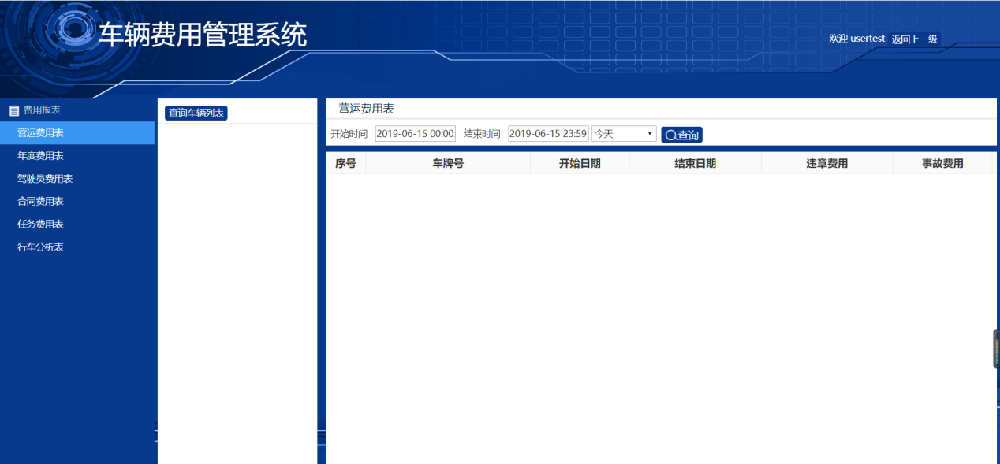 车辆费用管理系统
欢迎 usertest 返回上一级
费用报表
营运费用表
年度费用表
驾驶员费用表
合同费用表
任务费用表
行车分析表
查询车辆列表
营运费用表
开始时间 2019-06-15 00:00: 结束时间 2019-06-15 23:59 今天 查询
序号 车牌号 开始日期 结束日期 违章费用 事故费用